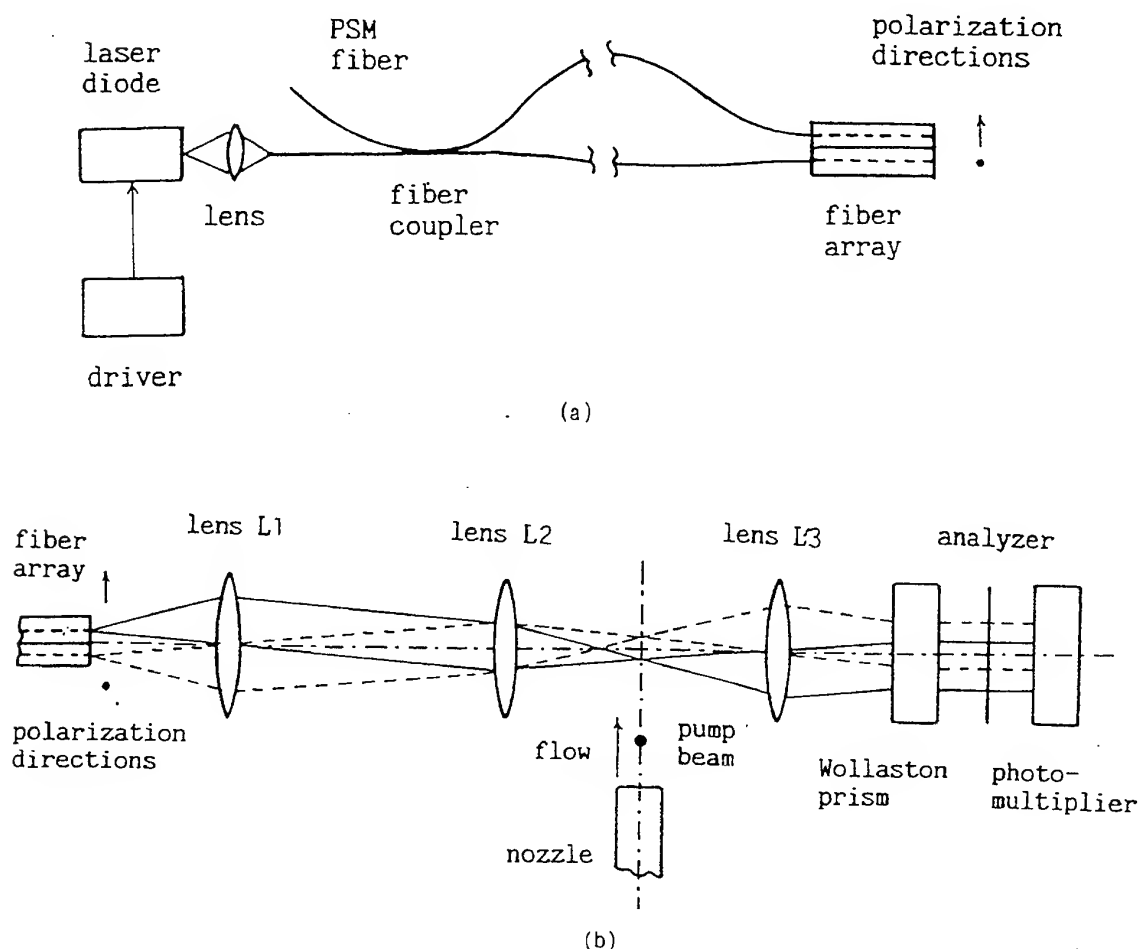 laser
diode
PSM
fiber
polarization
directions
lens
fiber
coupler
fiber
array
driver
(a)
fiber
array
lens L1
lens L2
lens L3
analyzer
polarization
directions
flow
pump
beam
nozzle
Wollaston
prism
photo-
multiplier
(b)